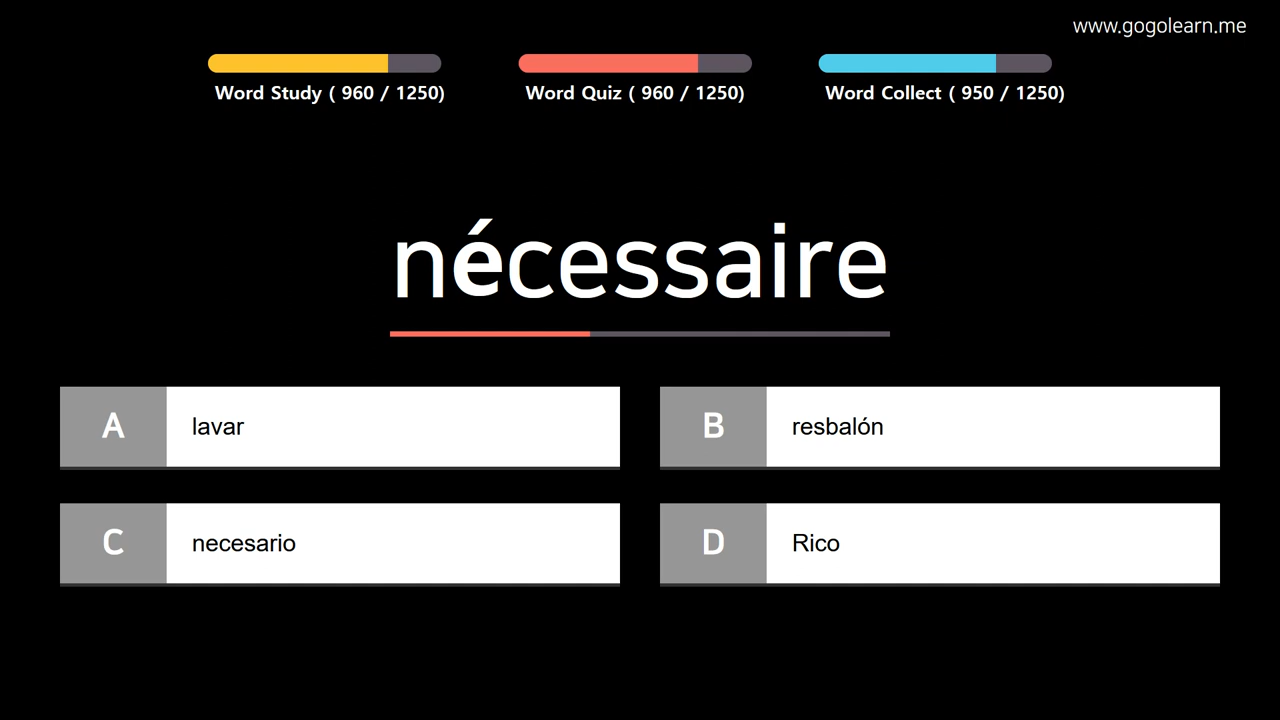 www.gogolearn.me
Word Study ( 960 / 1250)
Word Quiz ( 960 / 1250)
Word Collect ( 950 / 1250)
nécessaire
A lavar
B resbalón
C necesario
D Rico